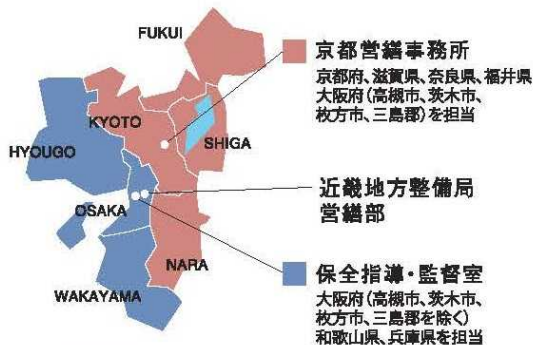 FUKUI
KYOTO
HYOUGO
SHIGA
OSAKA
NARA
WAKAYAMA
京都営繕事務所
京都府、滋賀県、奈良県、福井県
大阪府(高槻市、茨木市、
枚方市、三島郡)を担当
近畿地方整備局
営繕部
保全指導・監督室
大阪府(高槻市、茨木市、
枚方市、三島郡を除く)
和歌山県、兵庫県を担当